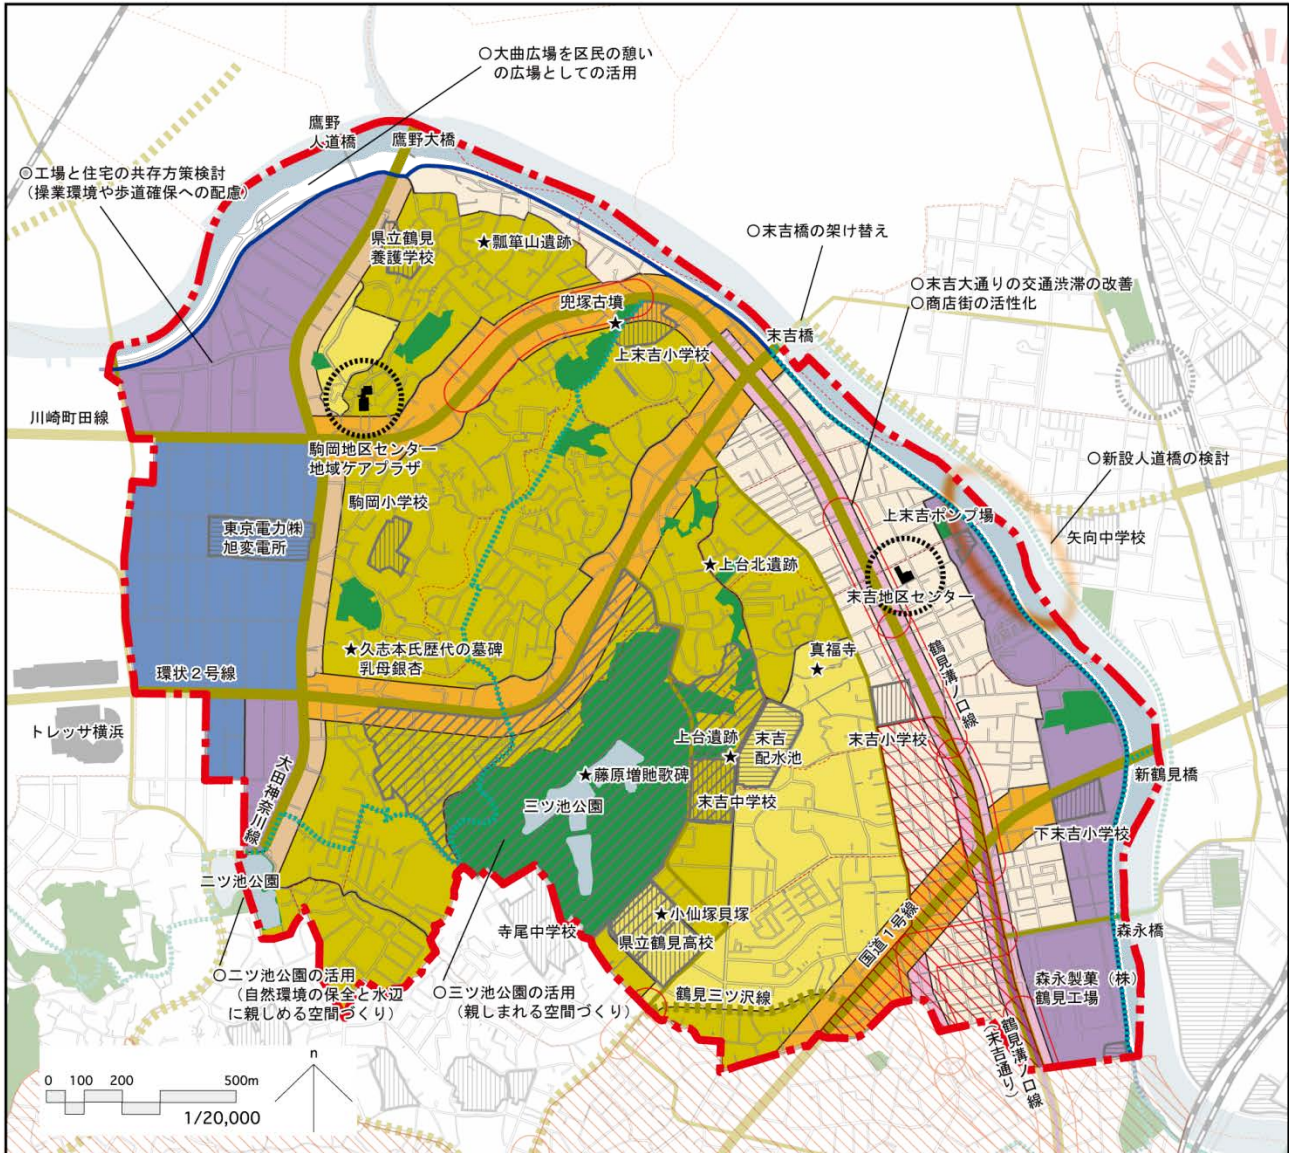 ○大曲広場を区民の憩い
の広場としての活用
鷹野
人道橋
鷹野大橋
◎工場と住宅の共存方策検討
（操業環境や歩道確保への配慮）
県立鶴見
養護学校
★瓢箪山遺跡
○末吉橋の架け替え
○末吉大通りの交通渋滞の改善
○商店街の活性化
兜塚古墳
★
末吉橋
上末吉小学校
川崎町田線
駒岡地区センター
地域ケアプラザ
○新設人道橋の検討
駒岡小学校
上末吉ポンプ場
矢向中学校
東京電力㈱
旭変電所
★上台北遺跡
末吉地区センター
★久志本氏歴代の墓碑
乳母銀杏
真福寺
★
鶴見溝ノ口線
環状２号線
トレッサ横浜
上台遺跡
★
末吉
配水池
末吉小学校
大田神奈川線
★藤原増貤歌碑
三ツ池公園
末吉中学校
新鶴見橋
下末吉小学校
二ツ池公園
★小仙塚貝塚
寺尾中学校
県立鶴見高校
国道１号線
森永橋
○二ツ池公園の活用
（自然環境の保全と水辺
に親しめる空間づくり）
○三ツ池公園の活用
（親しまれる空間づくり）
鶴見三ツ沢線
森永製菓（株）
鶴見工場
鶴見溝ノ口線
（末吉通り）
n
0 100 200 500m
1/20,000